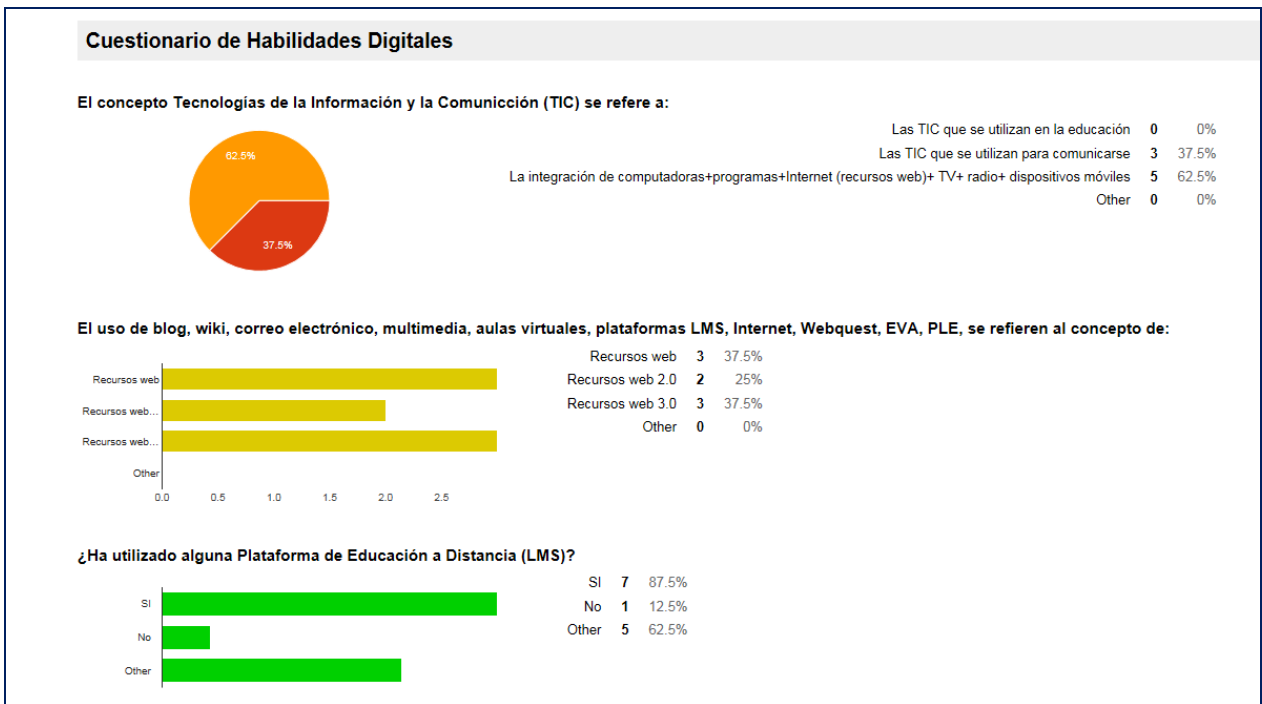 Cuestionario de Habilidades Digitales
El concepto Tecnologías de la Información y la Comunicción (TIC) se refere a:
62.5%
37.5%
Las TIC que se utilizan en la educación 0 0%
Las TIC que se utilizan para comunicarse 3 37.5%
La integración de computadoras+programas+Internet (recursos web)+ TV+ radio+ dispositivos móviles 5 62.5%
Other 0 0%
El uso de blog, wiki, correo electrónico, multimedia, aulas virtuales, plataformas LMS, Internet, Webquest, EVA, PLE, se refieren al concepto de:
Recursos web
Recursos web...
Recursos web...
Other
0.0 0.5 1.0 1.5 2.0 2.5
Recursos web 3 37.5%
Recursos web 2.0 2 25%
Recursos web 3.0 3 37.5%
Other 0 0%
¿Ha utilizado alguna Plataforma de Educación a Distancia (LMS)?
SI
No
Other
SI 7 87.5%
No 1 12.5%
Other 5 62.5%